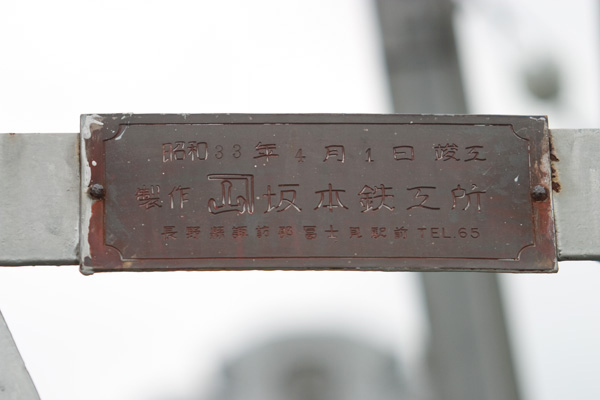 昭和33年4月1日 竣工
製作 山坂本鉄工所
長野県諏訪郡富士見駅前 TEL.65